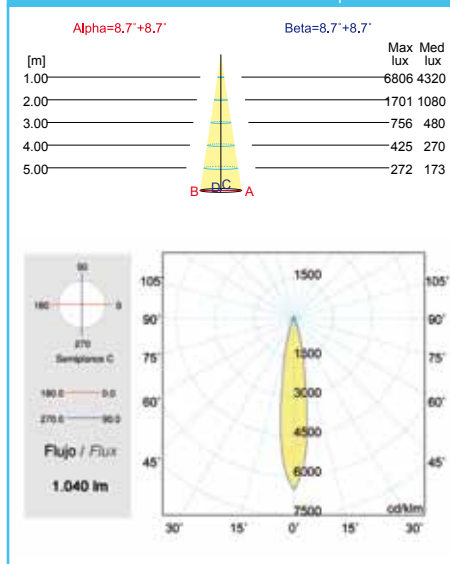 Alpha=8.7°+8.7° Beta=8.7°+8.7°
Max Med
[m] lux lux
1.00 6806 4320
2.00 1701 1080
3.00 756 480
4.00 425 270
5.00 272 173
B D C A
90
180 0
270
Semiplanos C
180.0 0.0
270.0 90.0
Flujo / Flux
1.040 lm
105° 1500 105°
90° 90°
75° 1500 75°
3000
60° 60°
4500
45° 6000 45°
7500 cd/klm
30° 15° 0° 15° 30°